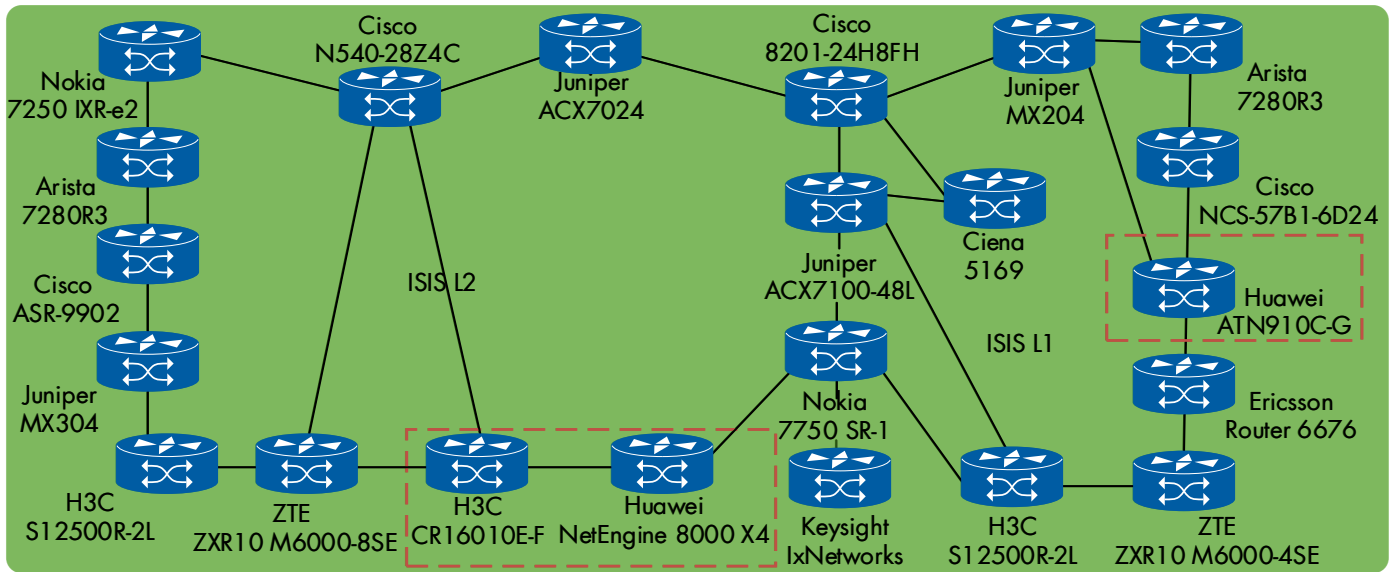 Cisco
N540-28Z4C
Nokia
7250 IXR-e2
Juniper
ACX7024
Cisco
8201-24H8FH
Juniper
MX204
Arista
7280R3
Arista
7280R3
Cisco
NCS-57B1-6D24
Ciena
5169
Cisco
ASR-9902
ISIS L2
Juniper
ACX7100-48L
Huawei
ATN910C-G
ISIS L1
Juniper
MX304
Nokia
7750 SR-1
Ericsson
Router 6676
H3C
S12500R-2L
ZTE
ZXR10 M6000-8SE
H3C
CR16010E-F
Huawei
NetEngine 8000 X4
Keysight
IxNetworks
H3C
S12500R-2L
ZTE
ZXR10 M6000-4SE